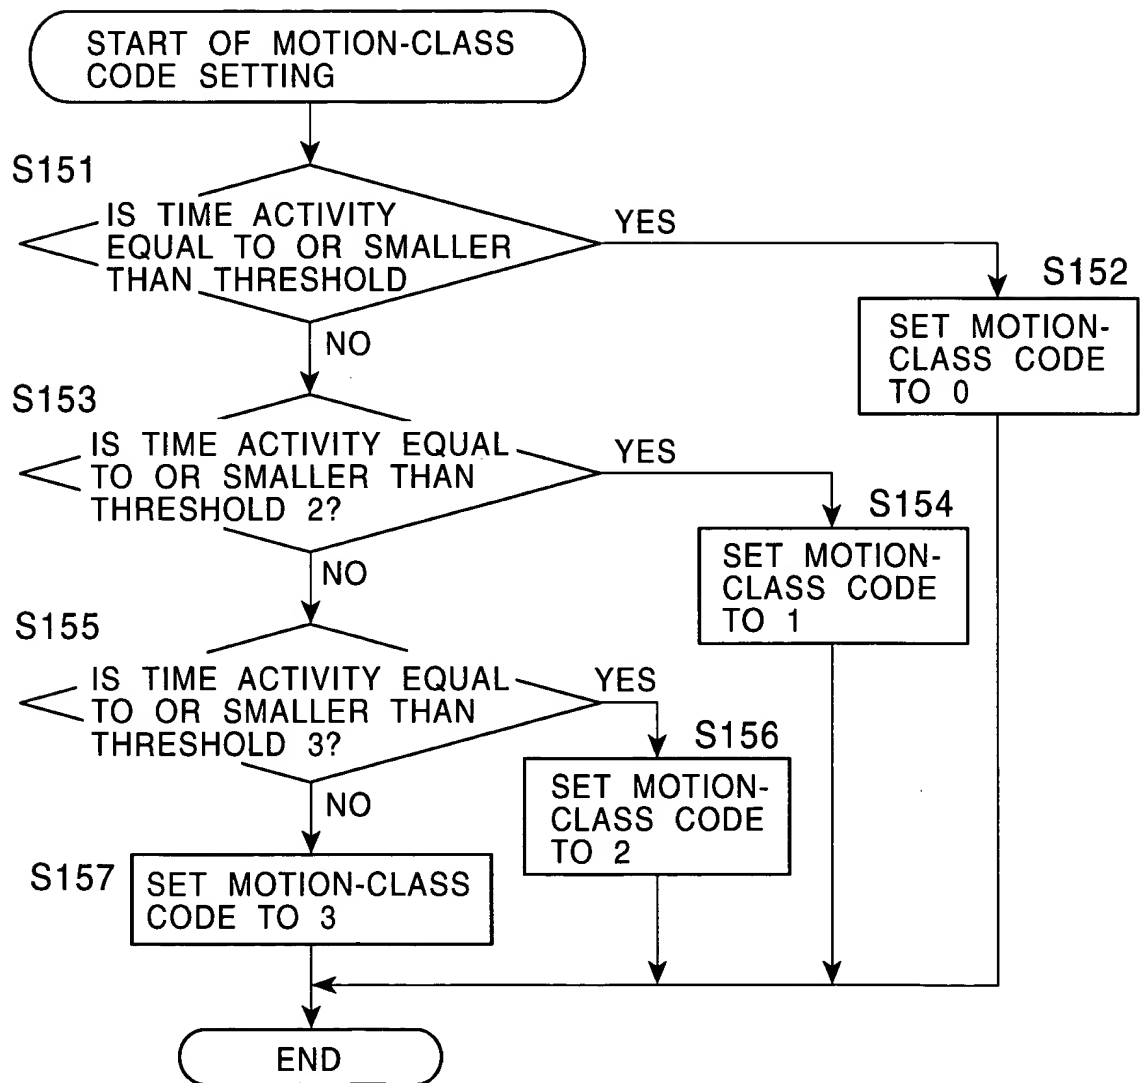 START OF MOTION-CLASS
CODE SETTING
S151
IS TIME ACTIVITY
EQUAL TO OR SMALLER
THAN THRESHOLD
YES
NO
S152
SET MOTION-
CLASS CODE
TO 0
S153
IS TIME ACTIVITY EQUAL
TO OR SMALLER THAN
THRESHOLD 2?
YES
NO
S154
SET MOTION-
CLASS CODE
TO 1
S155
IS TIME ACTIVITY EQUAL
TO OR SMALLER THAN
THRESHOLD 3?
YES
NO
S156
SET MOTION-
CLASS CODE
TO 2
S157
SET MOTION-CLASS
CODE TO 3
END